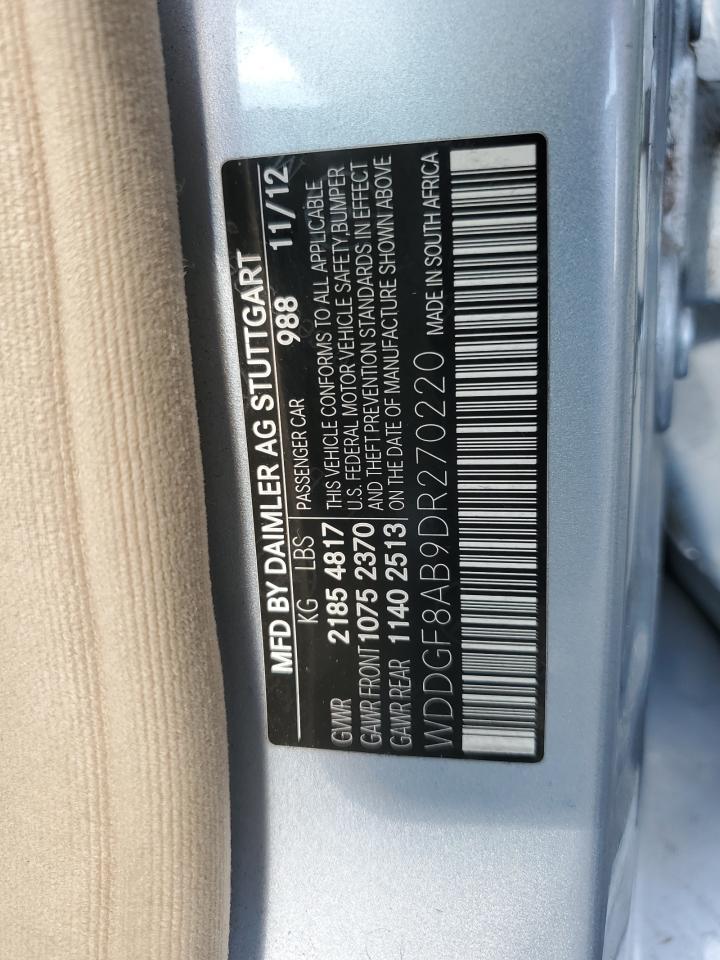 MFD BY DAIMLER AG STUTTGART
KG LBS PASSENGER CAR 988 11/12
GVWR 2185 4817 THIS VEHICLE CONFORMS TO ALL APPLICABLE
U.S. FEDERAL MOTOR VEHICLE SAFETY,BUMPER
GAWR FRONT 1075 2370 AND THEFT PREVENTION STANDARDS IN EFFECT
GAWR REAR 1140 2513 ON THE DATE OF MANUFACTURE SHOWN ABOVE
WDDGF8AB9DR270220 MADE IN SOUTH AFRICA